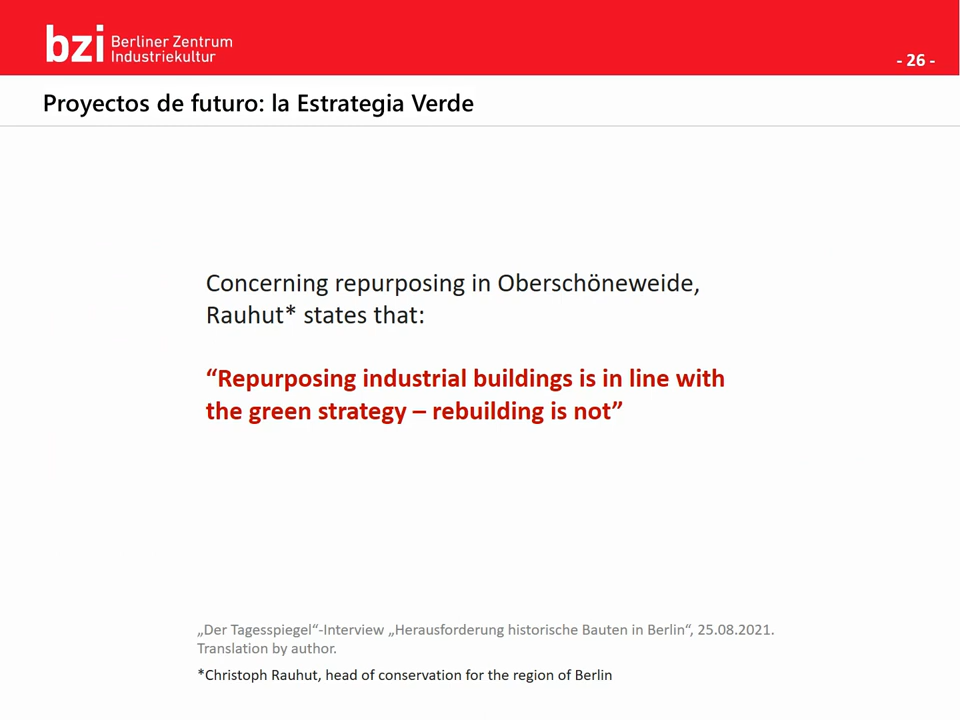 bzi Berliner Zentrum
Industriekultur
- 26 -
Proyectos de futuro: la Estrategia Verde
Concerning repurposing in Oberschöneweide,
Rauhut* states that:
“Repurposing industrial buildings is in line with
the green strategy – rebuilding is not”
„Der Tagesspiegel“-Interview „Herausforderung historische Bauten in Berlin“, 25.08.2021.
Translation by author.
*Christoph Rauhut, head of conservation for the region of Berlin